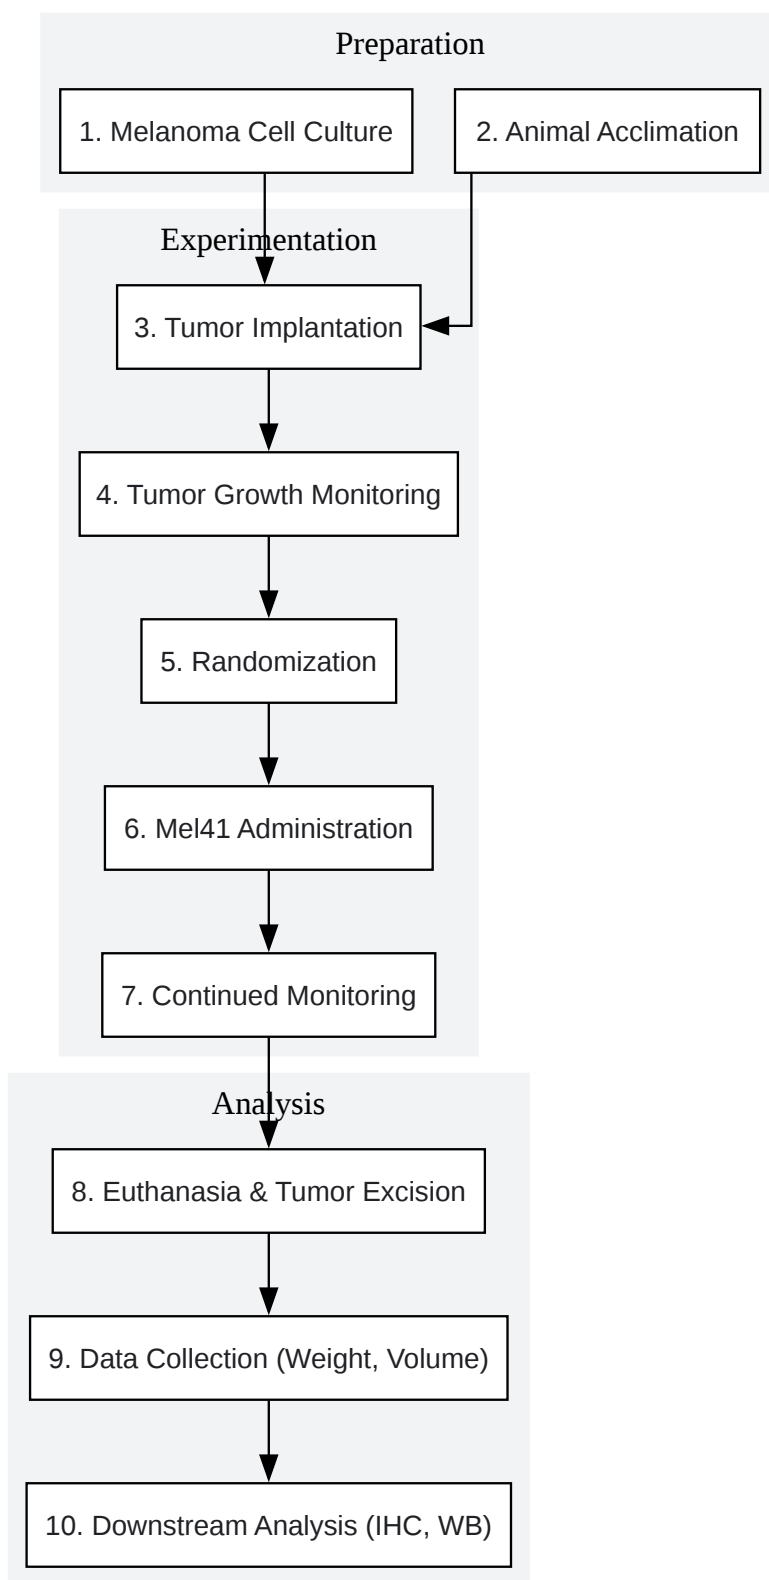 Preparation
1. Melanoma Cell Culture
2. Animal Acclimation
Experimentation
3. Tumor Implantation
4. Tumor Growth Monitoring
5. Randomization
6. Mel41 Administration
7. Continued Monitoring
Analysis
8. Euthanasia & Tumor Excision
9. Data Collection (Weight, Volume)
10. Downstream Analysis (IHC, WB)